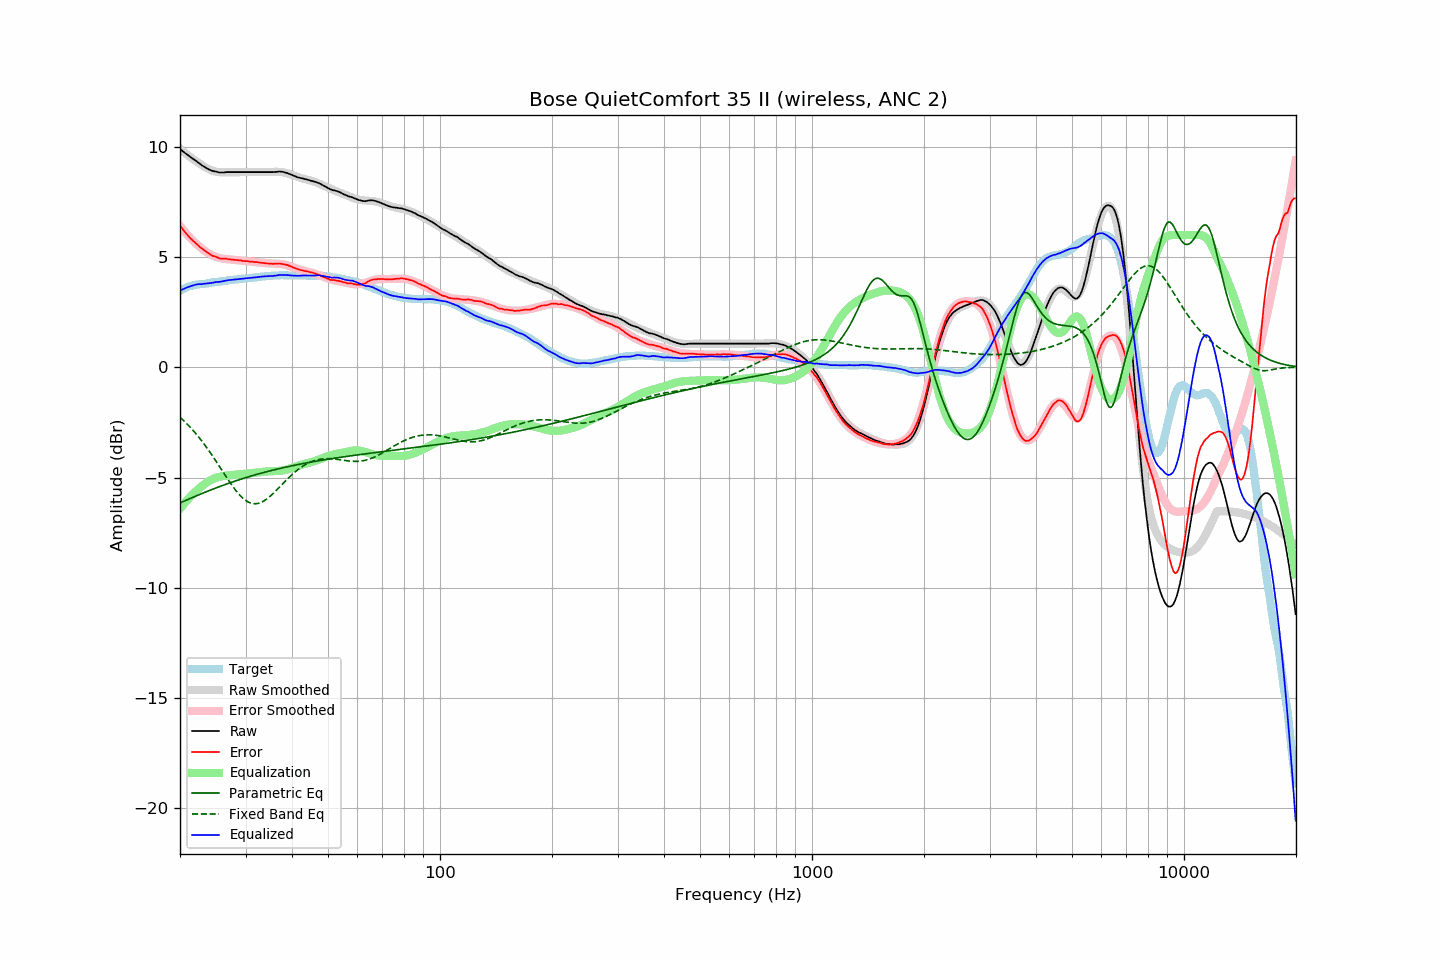 Bose QuietComfort 35 II (wireless, ANC 2)
10
5
0
−5
−10
−15
−20
Amplitude (dBr)
Target
Raw Smoothed
Error Smoothed
Raw
Error
Equalization
Parametric Eq
Fixed Band Eq
Equalized
100
1000
10000
Frequency (Hz)